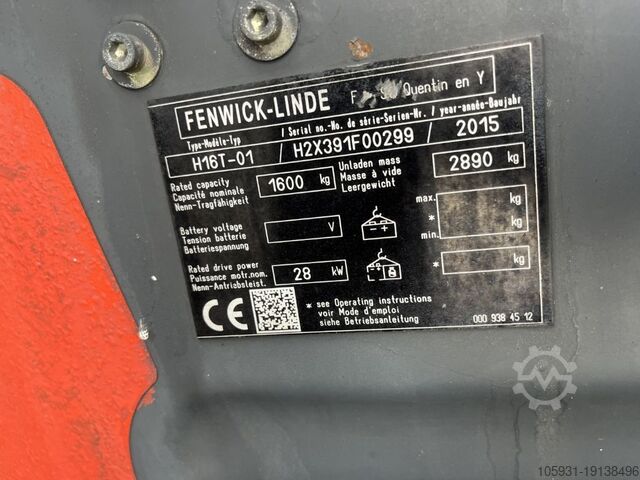 FENWICK-LINDE Quentin en Y
Type-Modèle-Typ / Serial no.-No. de série-Serien-Nr. / year-année-Baujahr
H16T-01 / H2X391F00299 / 2015
Rated capacity
Capacité nominale
Nenn-Tragfähigkeit
1600 kg
Unladen mass
Masse à vide
Leergewicht
2890 kg
Battery voltage
Tension batterie
Batteriespannung
V
- +
max. kg
*
min. kg
Rated drive power
Puissance motr.nom.
Nenn-Antriebsleist.
28 kW
* kg
CE
* see Operating instructions
voir Mode d'emploi
siehe Betriebsanleitung
000 938 45 12
105931-19138496